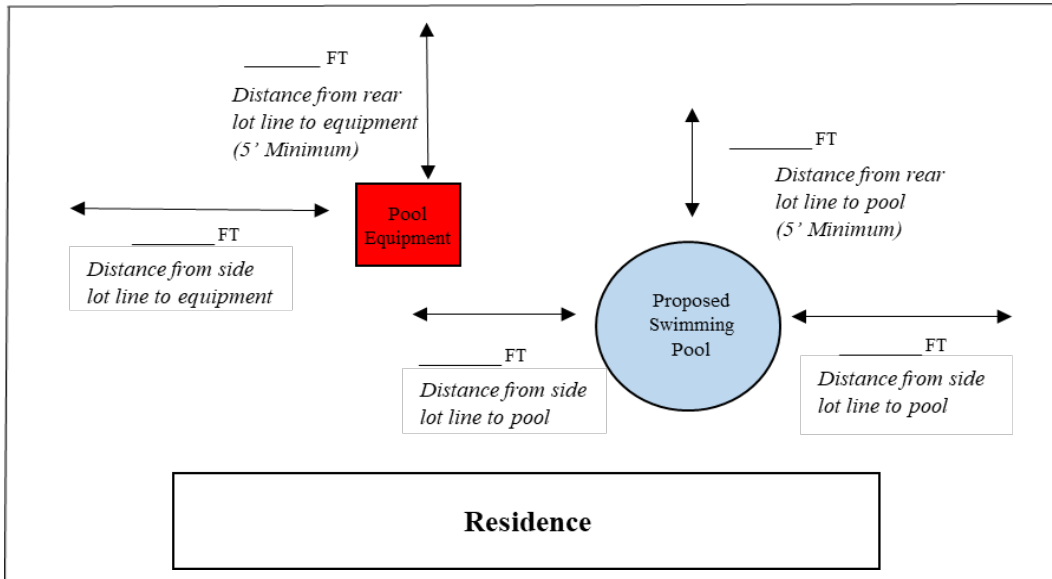 _______ FT
Distance from rear
lot line to equipment
(5’ Minimum)
________ FT
Distance from rear
lot line to pool
(5’ Minimum)
Pool
Equipment
________ FT
Distance from side
lot line to equipment
Proposed
Swimming
Pool
________ FT
Distance from side
lot line to pool
________ FT
Distance from side
lot line to pool
Residence